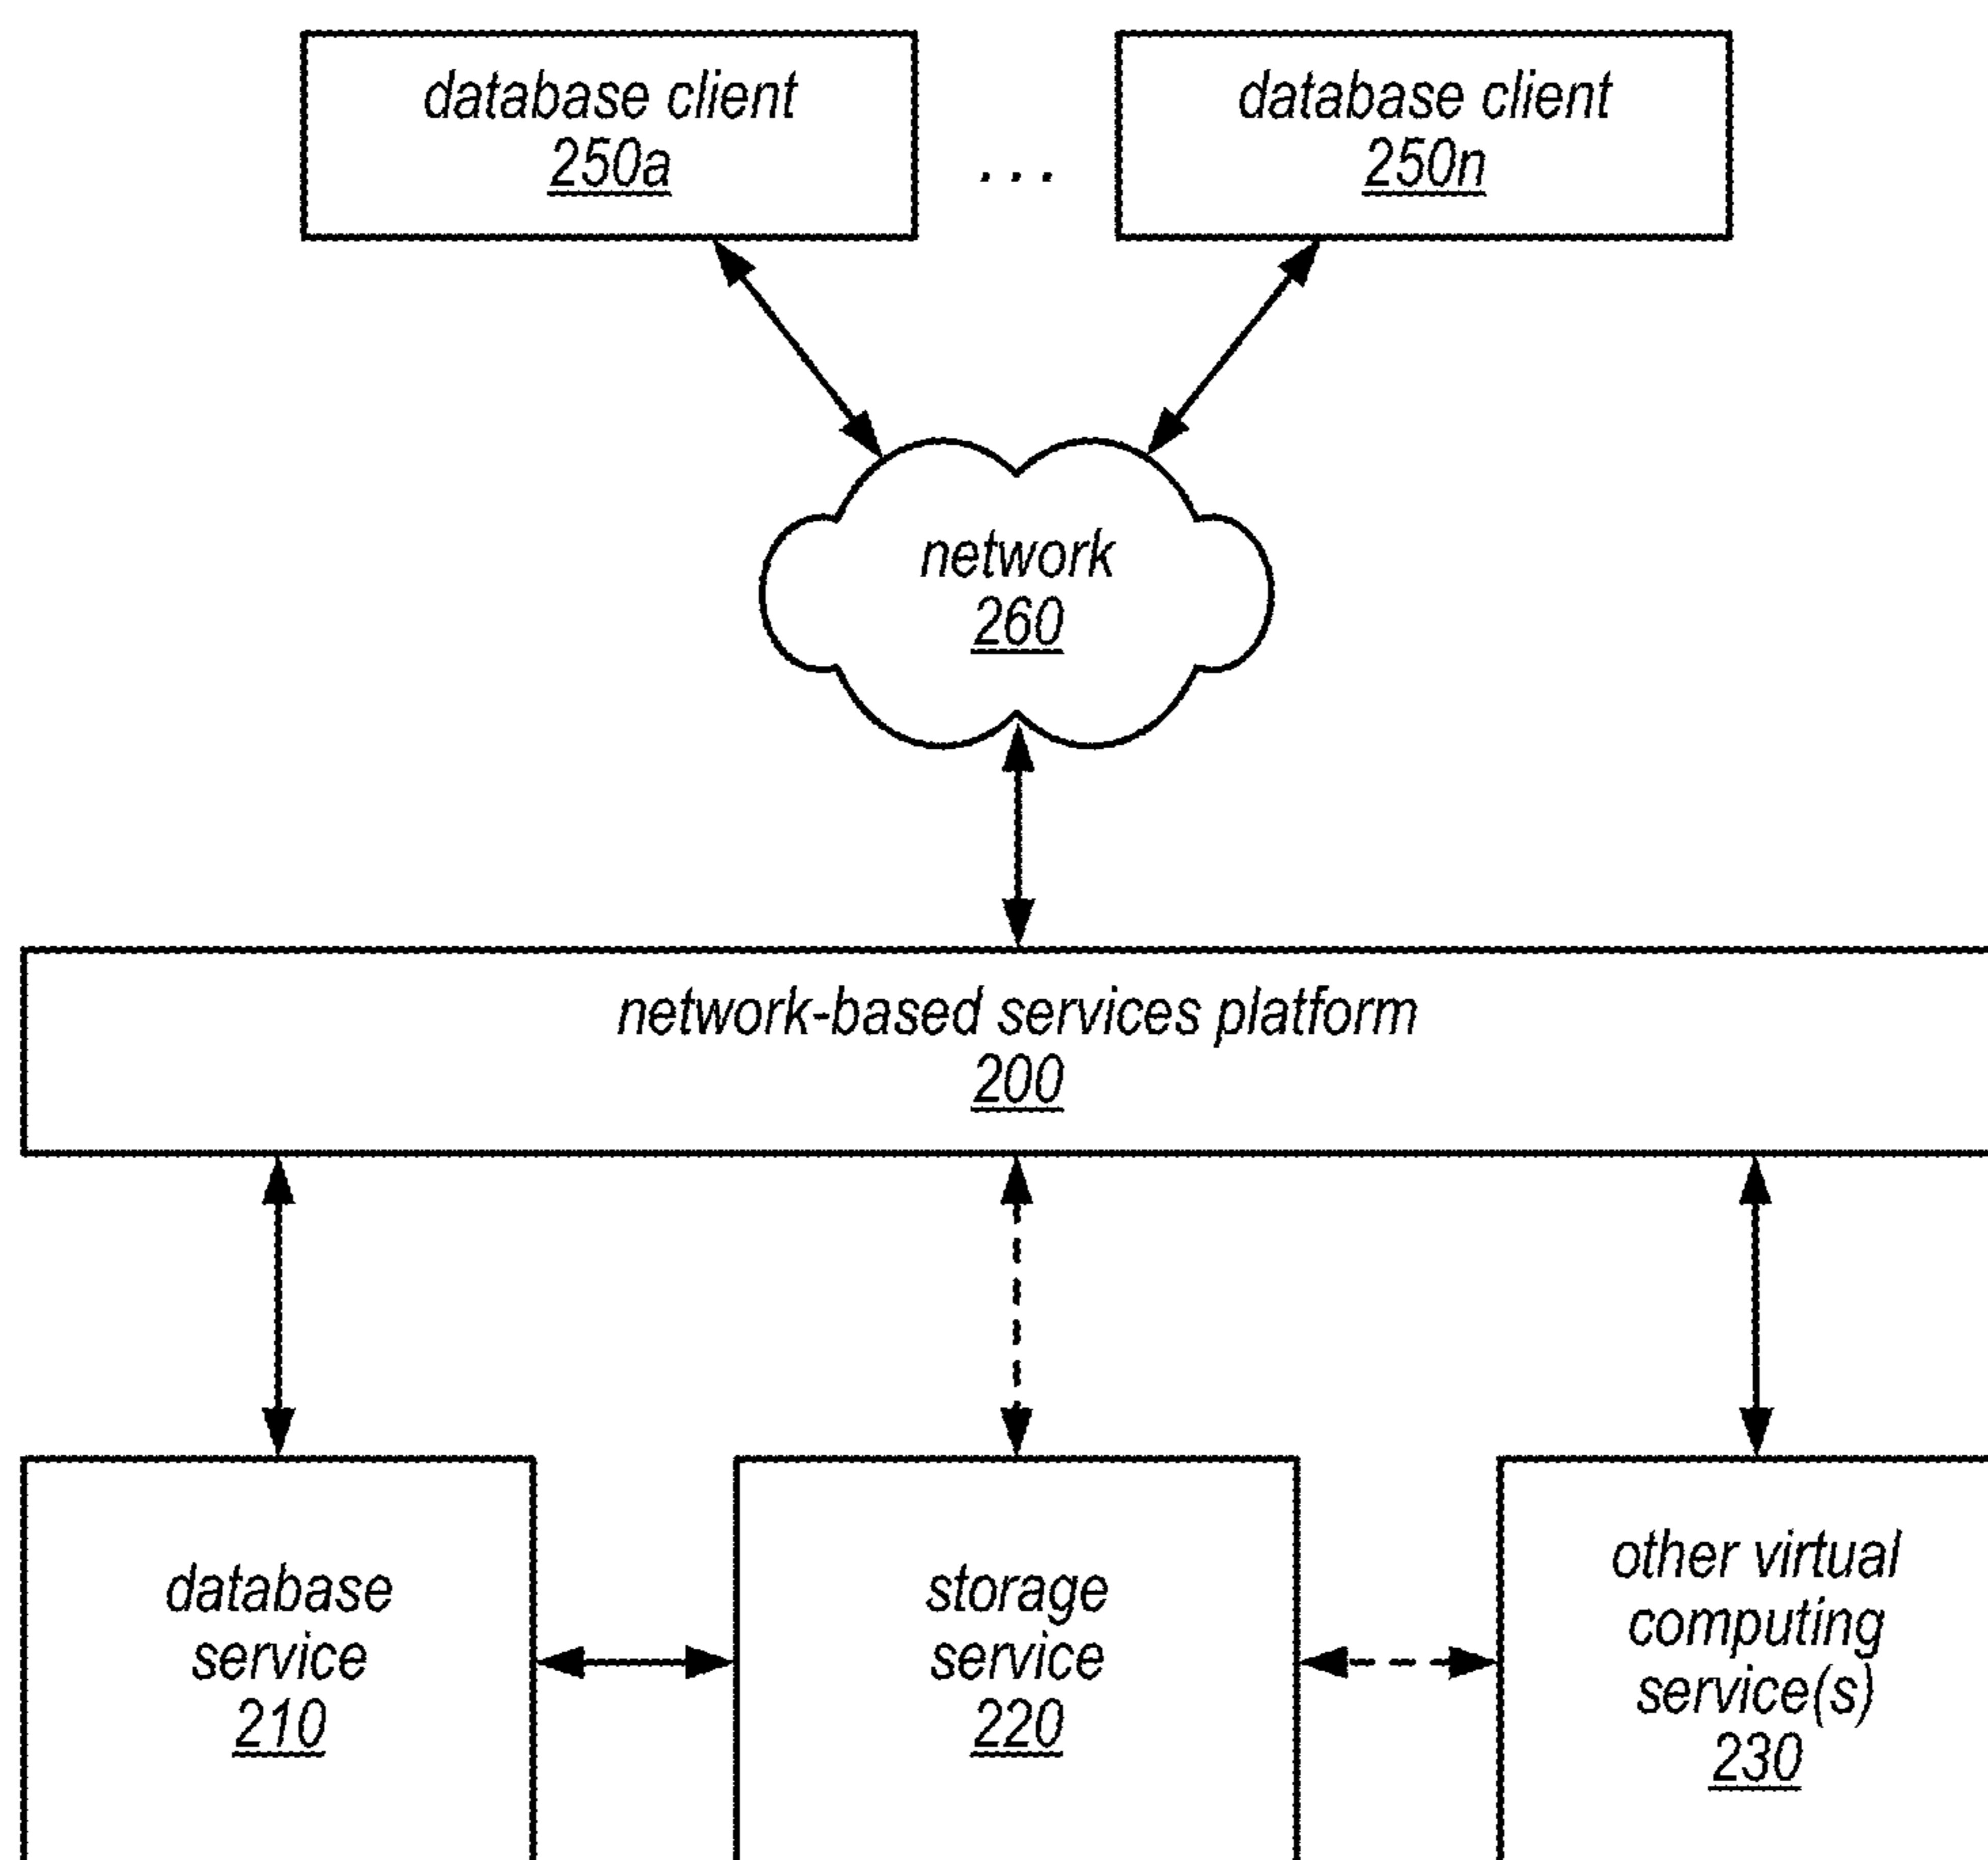 database client
250a
...
database client
250n
network
260
network-based services platform
200
database
service
210
storage
service
220
other virtual
computing
service(s)
230